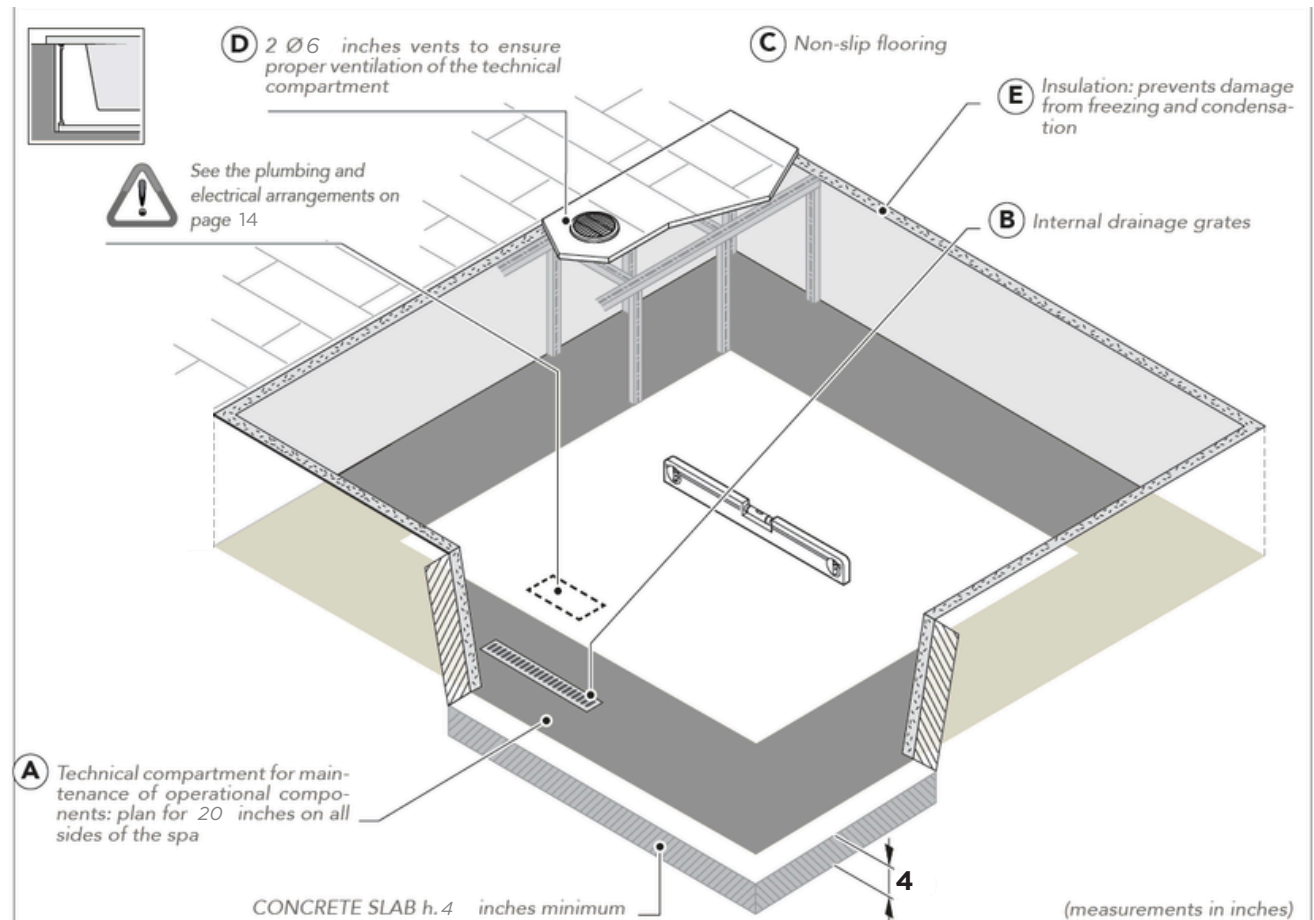 D 2 Ø6 inches vents to ensure
proper ventilation of the technical
compartment
C Non-slip flooring
E Insulation: prevents damage
from freezing and condensa-
tion
See the plumbing and
electrical arrangements on
page 14
B Internal drainage grates
A Technical compartment for main-
tenance of operational compo-
nents: plan for 20 inches on all
sides of the spa
4
CONCRETE SLAB h. 4 inches minimum
(measurements in inches)